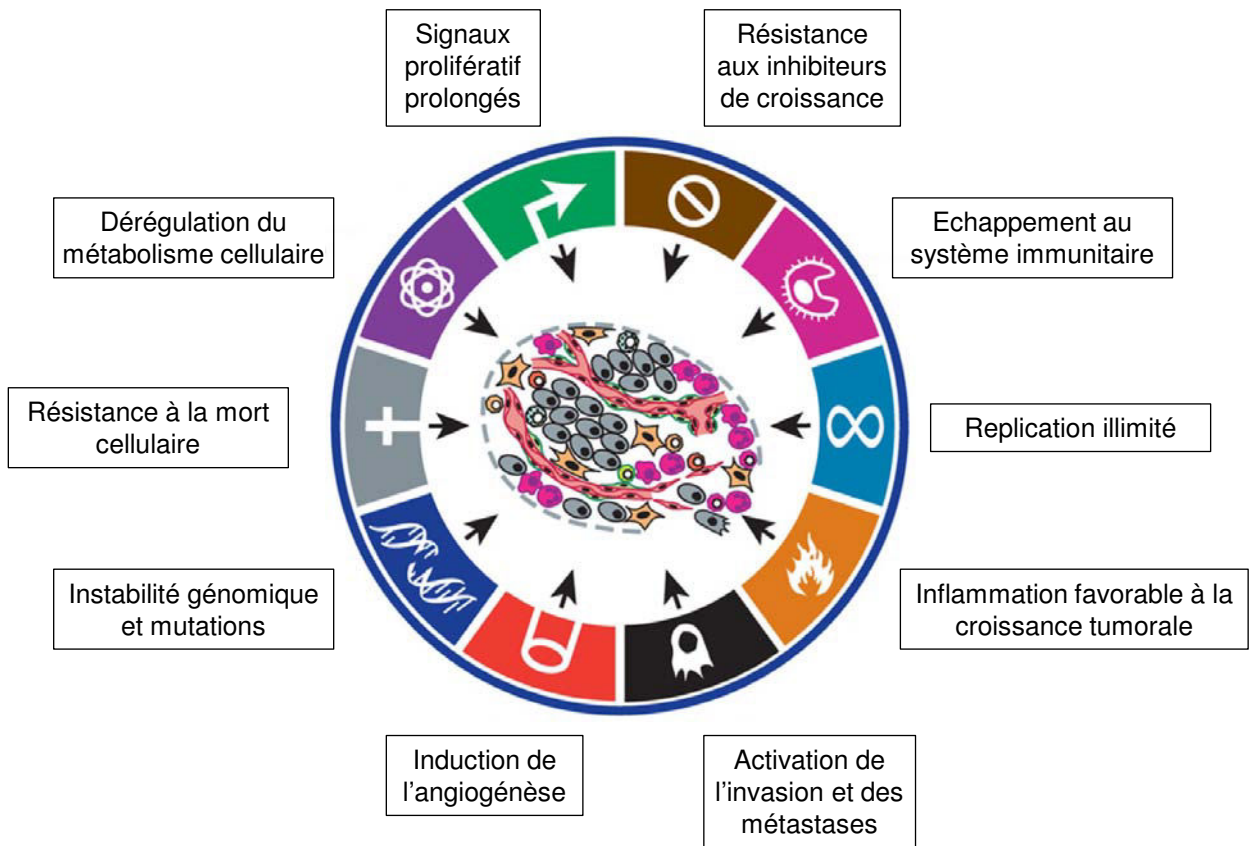 Signaux
prolifératif
prolongés
Résistance
aux inhibiteurs
de croissance
Dérégulation du
métabolisme cellulaire
Echappement au
système immunitaire
Résistance à la mort
cellulaire
Replication illimité
Instabilité génomique
et mutations
Inflammation favorable à la
croissance tumorale
Induction de
l’angiogénèse
Activation de
l’invasion et des
métastases